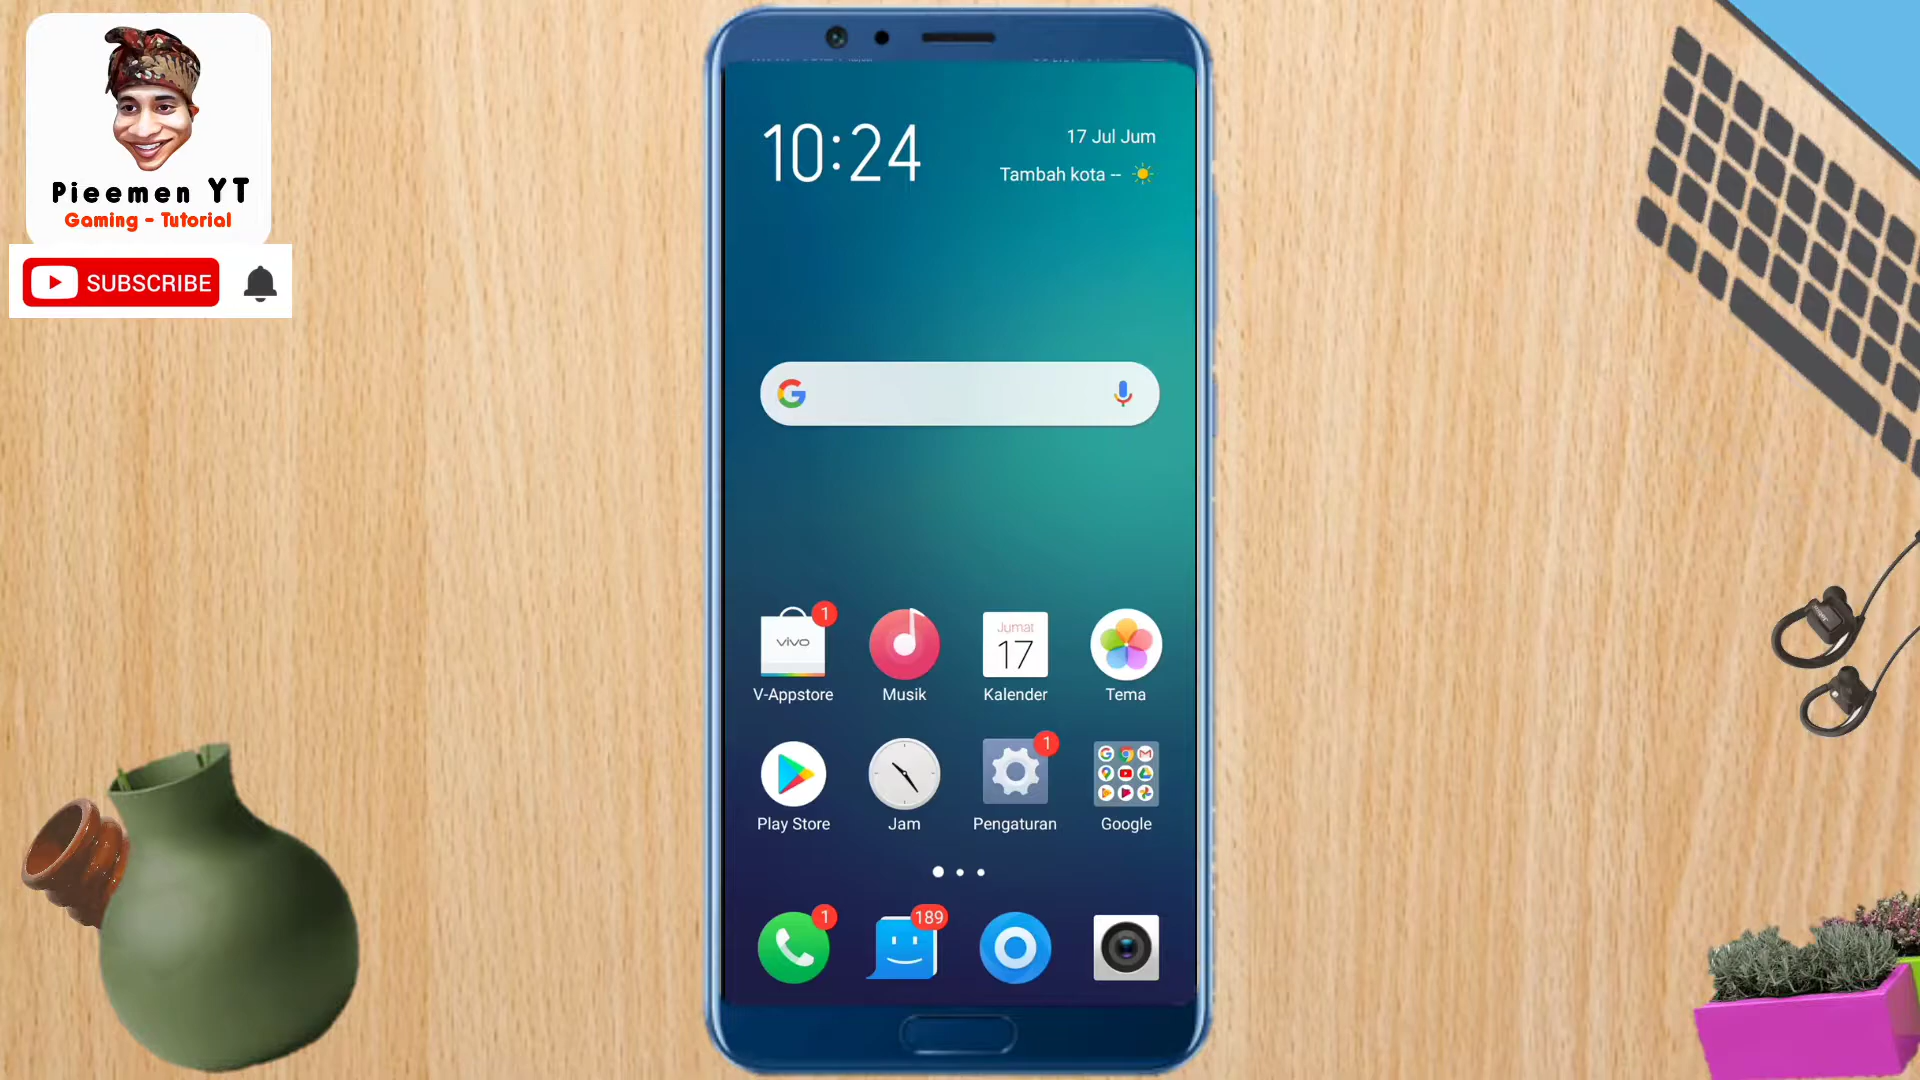 Pieemen YT
Gaming - Tutorial
SUBSCRIBE
10:24
17 Jul Jum
Tambah kota --
1
vivo
Jumat
17
V-Appstore
Musik
Kalender
Tema
1
Play Store
Jam
Pengaturan
Google
1
189